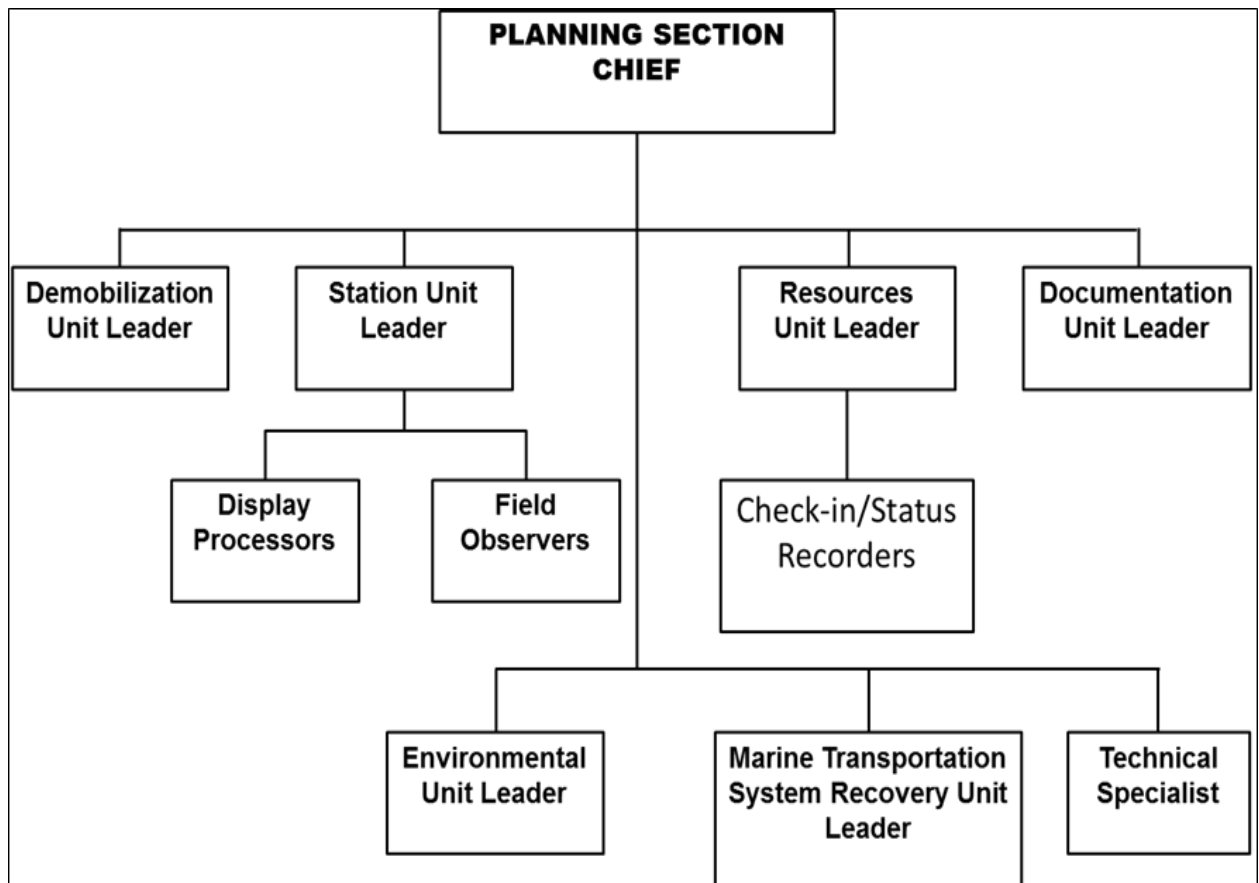 PLANNING SECTION
CHIEF
Demobilization
Unit Leader
Station Unit
Leader
Resources
Unit Leader
Documentation
Unit Leader
Display
Processors
Field
Observers
Check-in/Status
Recorders
Environmental
Unit Leader
Marine Transportation
System Recovery Unit
Leader
Technical
Specialist